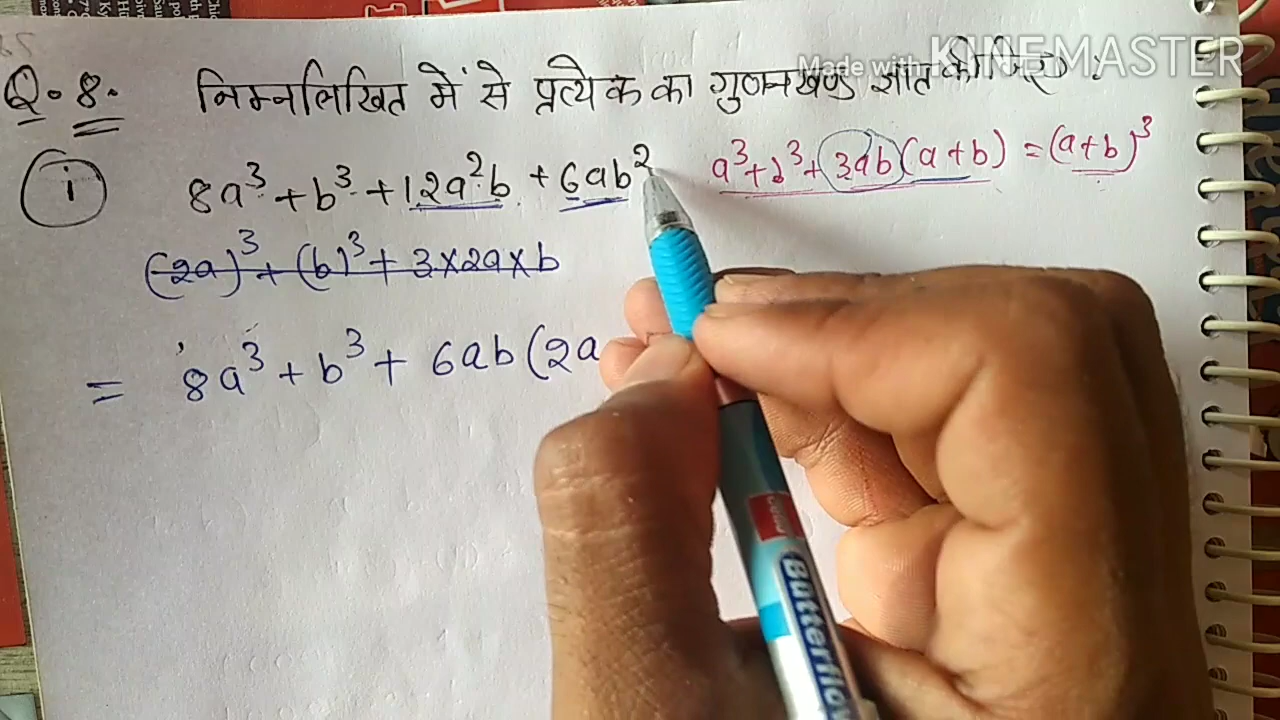 Made with KINEMASTER
Q.8. निम्नलिखित में से प्रत्येक का गुणनखण्ड ज्ञात कीजिए :
i 8a³ + b³ + 12a²b + 6ab²
a³ + b³ + 3ab(a + b) = (a + b)³
(2a)³ + (b)³ + 3×2a×b
= 8a³ + b³ + 6ab(2a
Butterflow